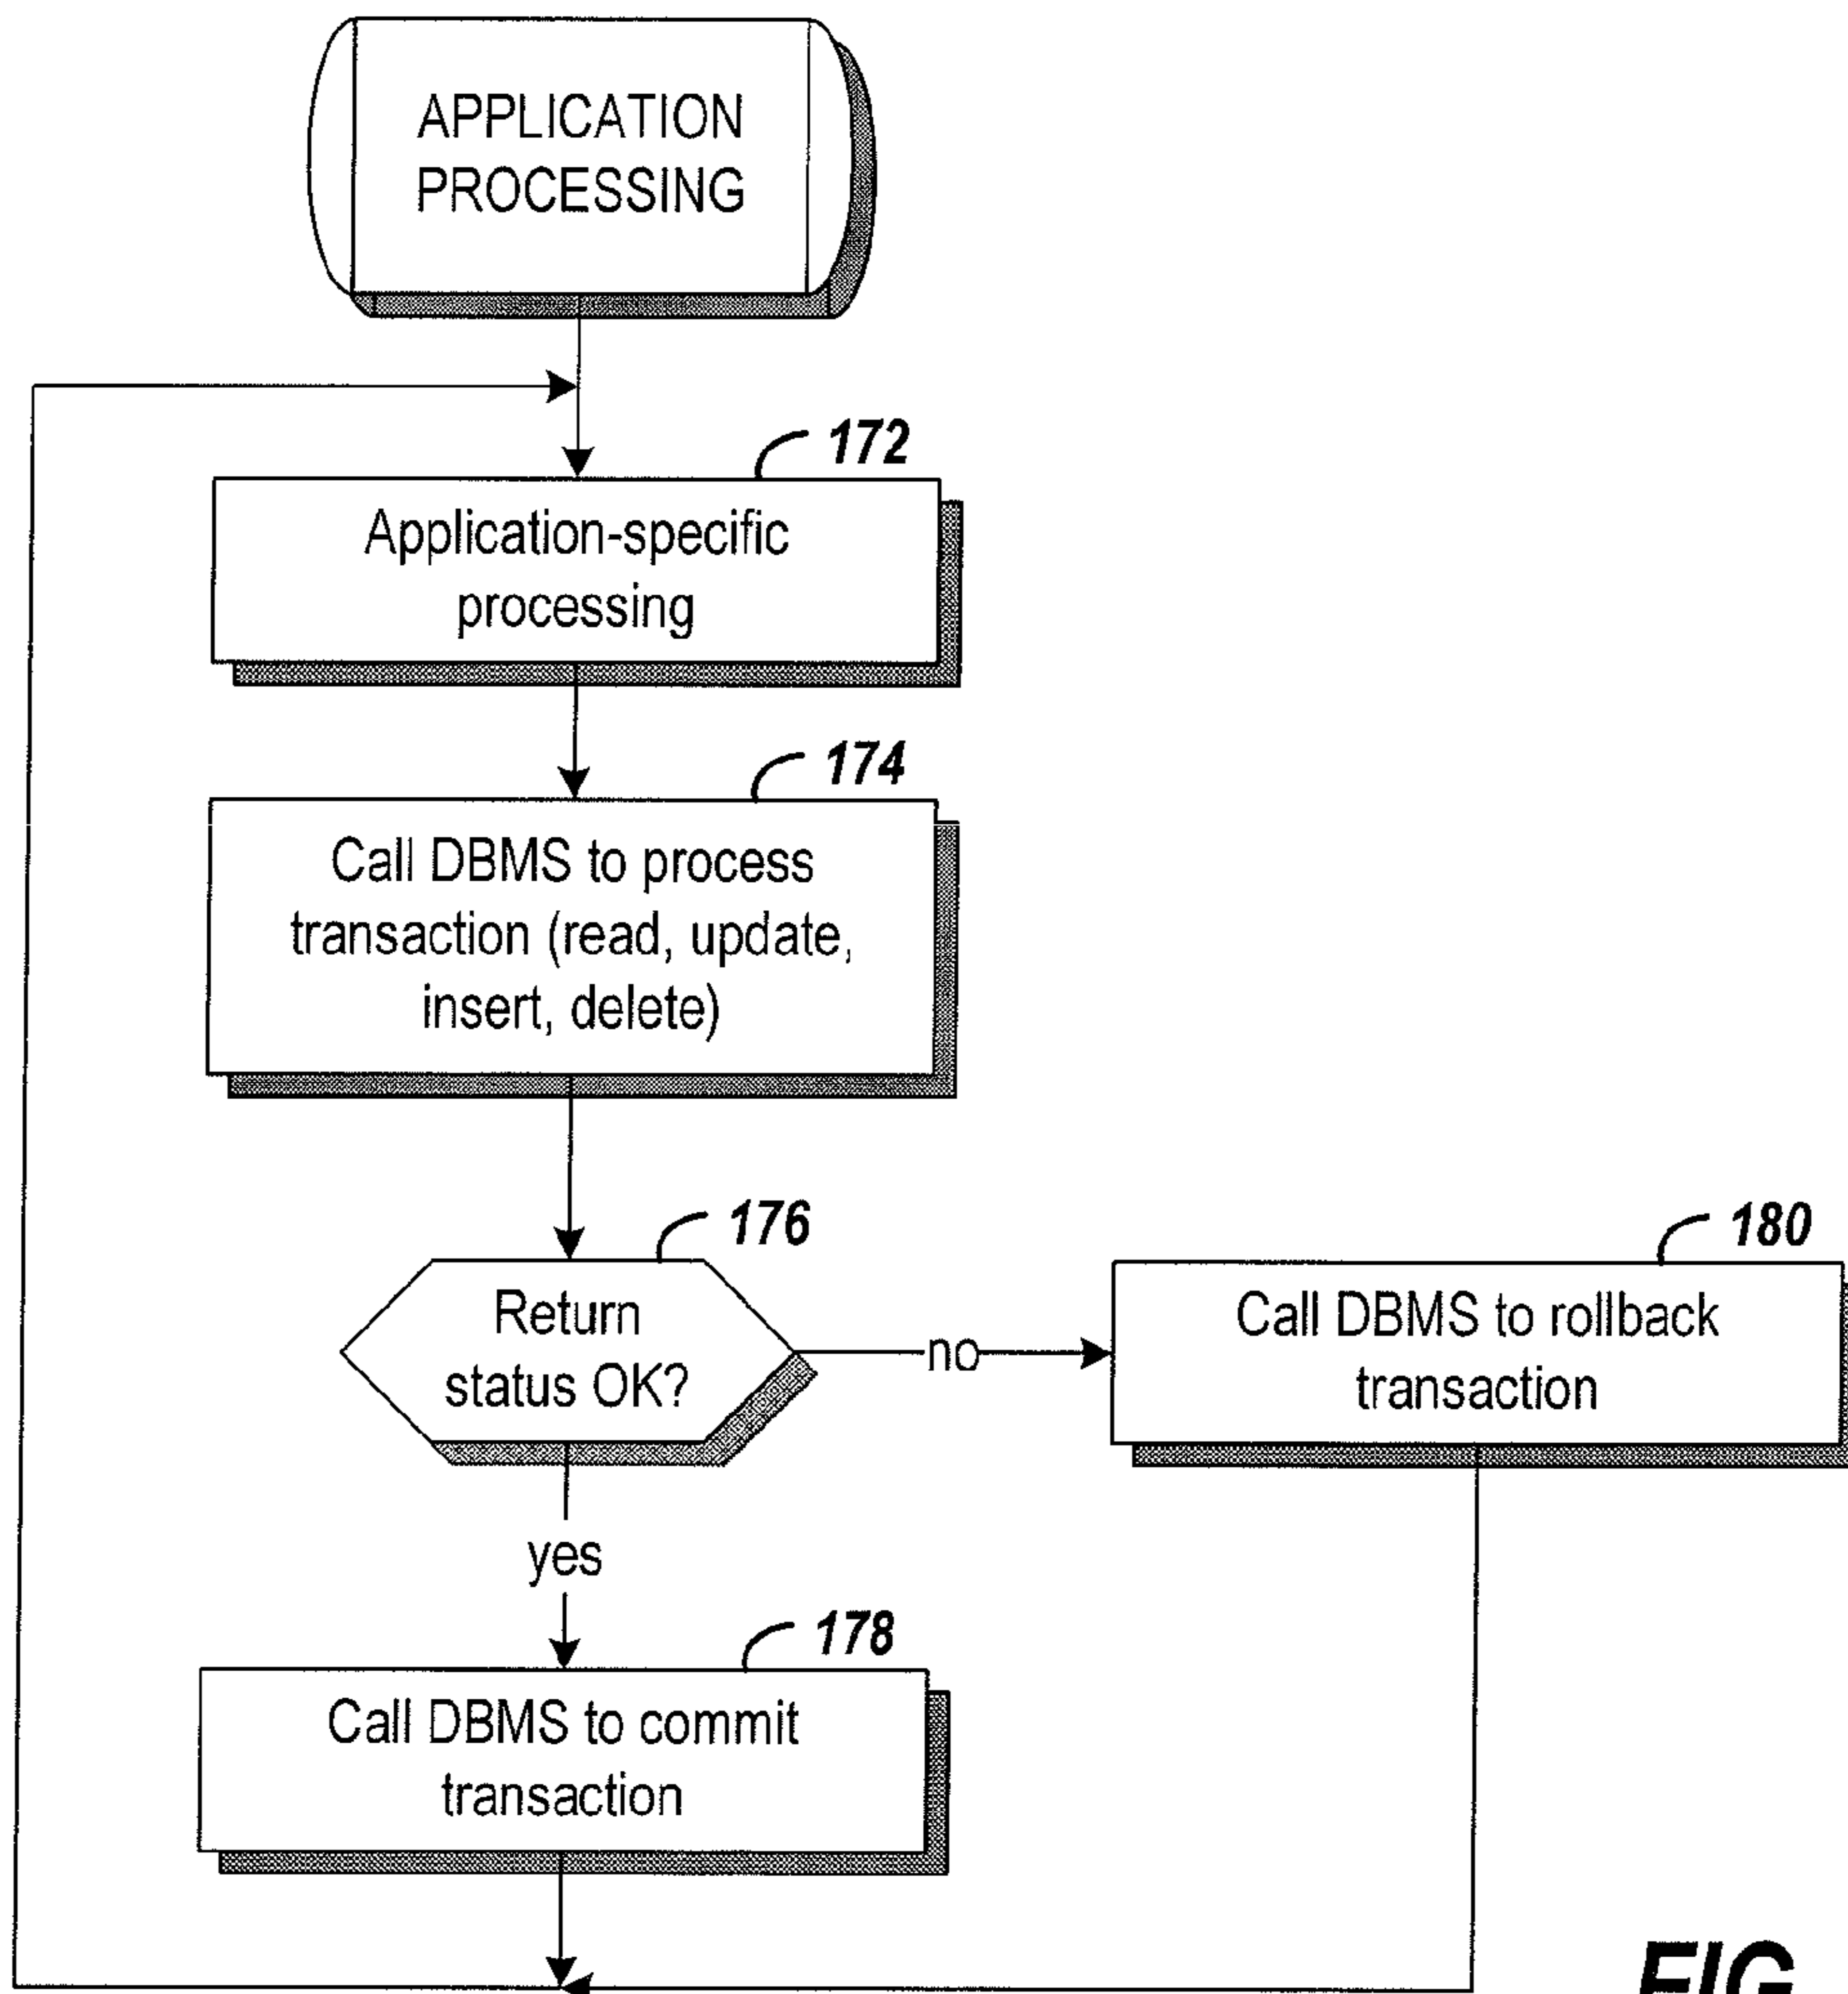 APPLICATION
PROCESSING
172
Application-specific
processing
174
Call DBMS to process
transaction (read, update,
insert, delete)
176
Return
status OK?
no
180
Call DBMS to rollback
transaction
yes
178
Call DBMS to commit
transaction
FIG